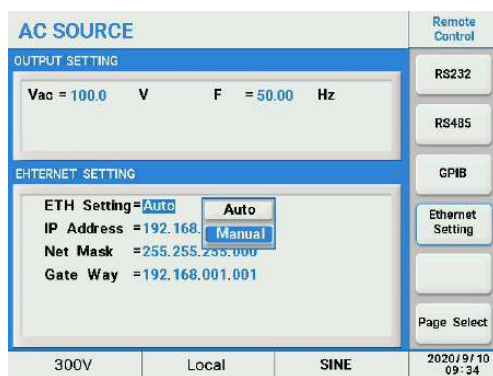 AC SOURCE
Remote
Control
OUTPUT SETTING
Vac = 100.0 V F = 50.00 Hz
RS232
RS485
EHTERNET SETTING
GPIB
ETH Setting=Auto
Auto
IP Address =192.168.
Manual
Net Mask =255.255.255.000
Gate Way =192.168.001.001
Ethernet
Setting
Page Select
300V Local SINE 2020/9/10
09:34